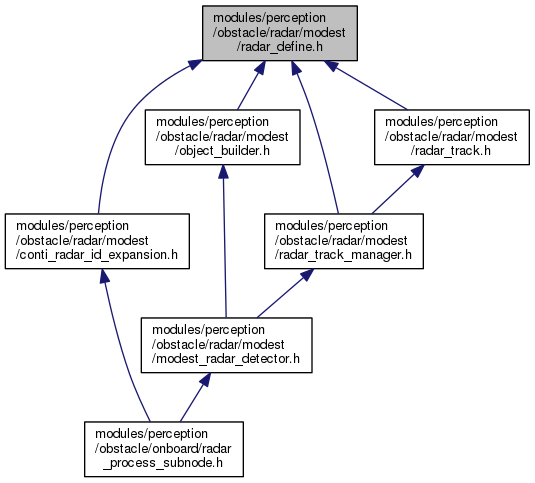 modules/perception
/obstacle/radar/modest
/radar_define.h
modules/perception
/obstacle/radar/modest
/object_builder.h
modules/perception
/obstacle/radar/modest
/radar_track.h
modules/perception
/obstacle/radar/modest
/conti_radar_id_expansion.h
modules/perception
/obstacle/radar/modest
/radar_track_manager.h
modules/perception
/obstacle/radar/modest
/modest_radar_detector.h
modules/perception
/obstacle/onboard/radar
_process_subnode.h